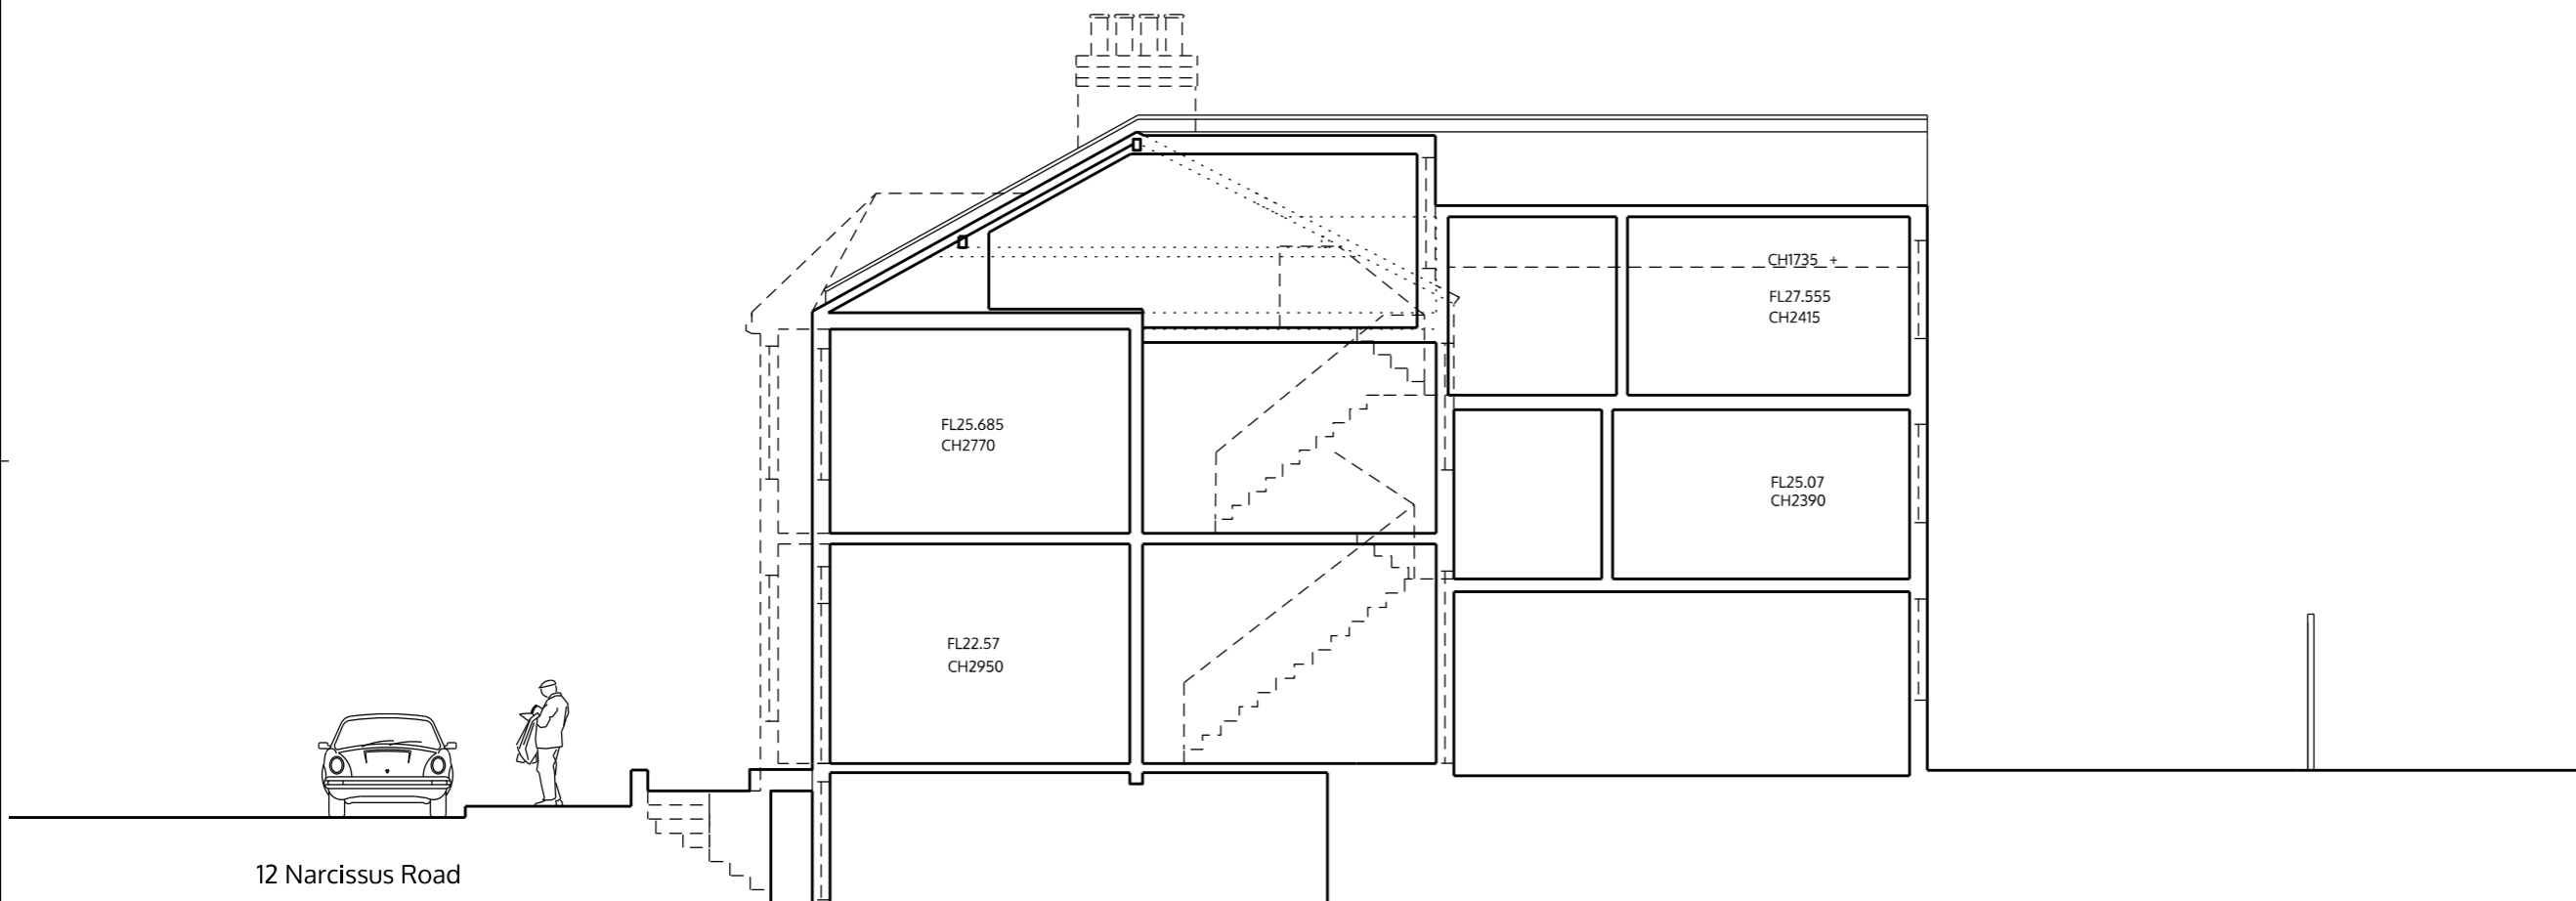 CH1735 +
FL27.555
CH2415
FL25.685
CH2770
FL25.07
CH2390
FL22.57
CH2950
12 Narcissus Road